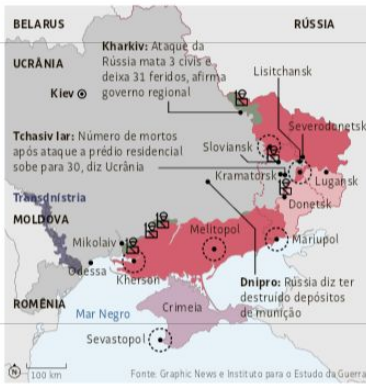 BELARUS
RÚSSIA
Kharkiv: Ataque da
Rússia mata 3 civis e
deixa 31 feridos, afirma
governo regional
UCRÂNIA
Kiev
Lisitchansk
Severodonetsk
Tchasiv Iar: Número de mortos
após ataque a prédio residencial
sobe para 30, diz Ucrânia
Sloviansk
Kramatorsk
Lugansk
Donetsk
Transdnístria
MOLDOVA
Mikolaiv
Melitopol
Mariupol
Odessa
Kherson
Dnipro: Rússia diz ter
destruído depósitos
de munição
ROMÊNIA
Mar Negro
Crimeia
Sevastopol
N
100 km
Fonte: Graphic News e Instituto para o Estudo da Guerra